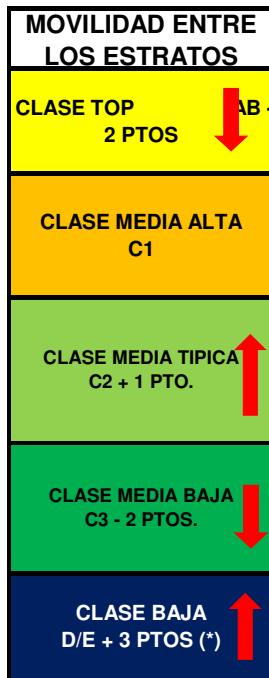 MOVILIDAD ENTRE
LOS ESTRATOS
CLASE TOP AB -
2 PTOS
CLASE MEDIA ALTA
C1
CLASE MEDIA TIPICA
C2 + 1 PTO.
CLASE MEDIA BAJA
C3 - 2 PTOS.
CLASE BAJA
D/E + 3 PTOS (*)